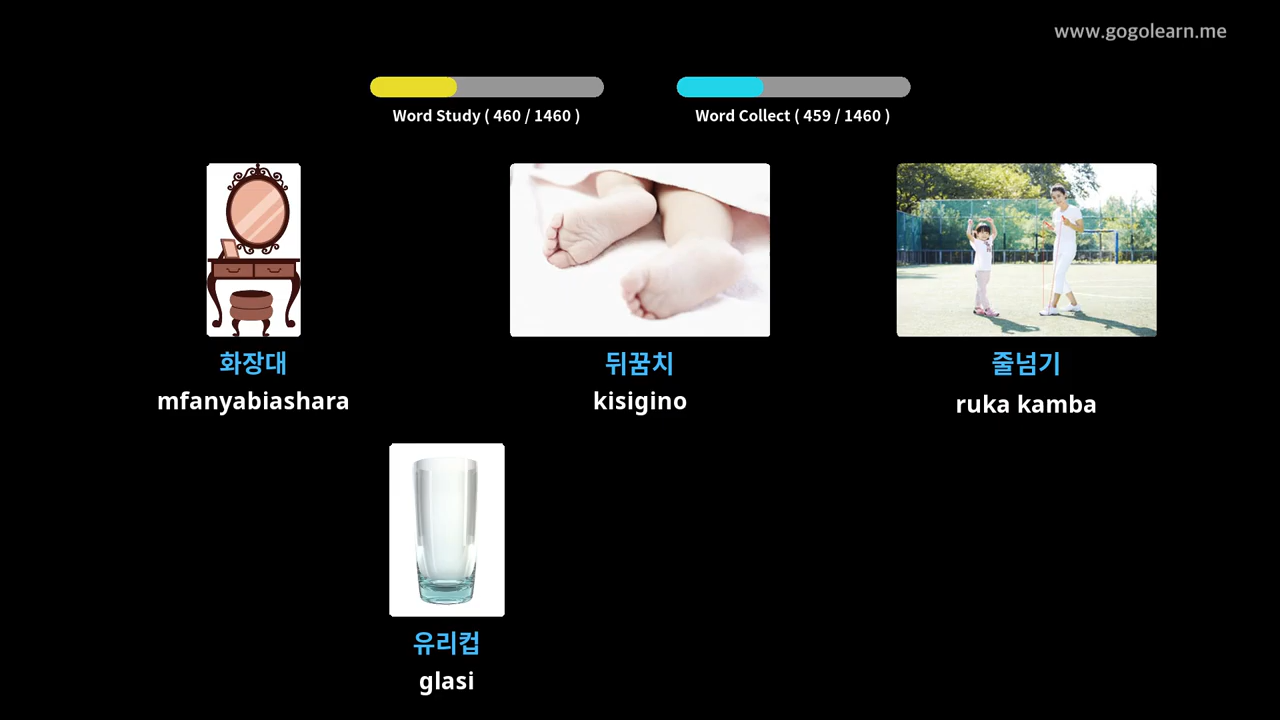 www.gogolearn.me
Word Study ( 460 / 1460 )
Word Collect ( 459 / 1460 )
화장대
mfanyabiashara
뒤꿈치
kisigino
줄넘기
ruka kamba
유리컵
glasi